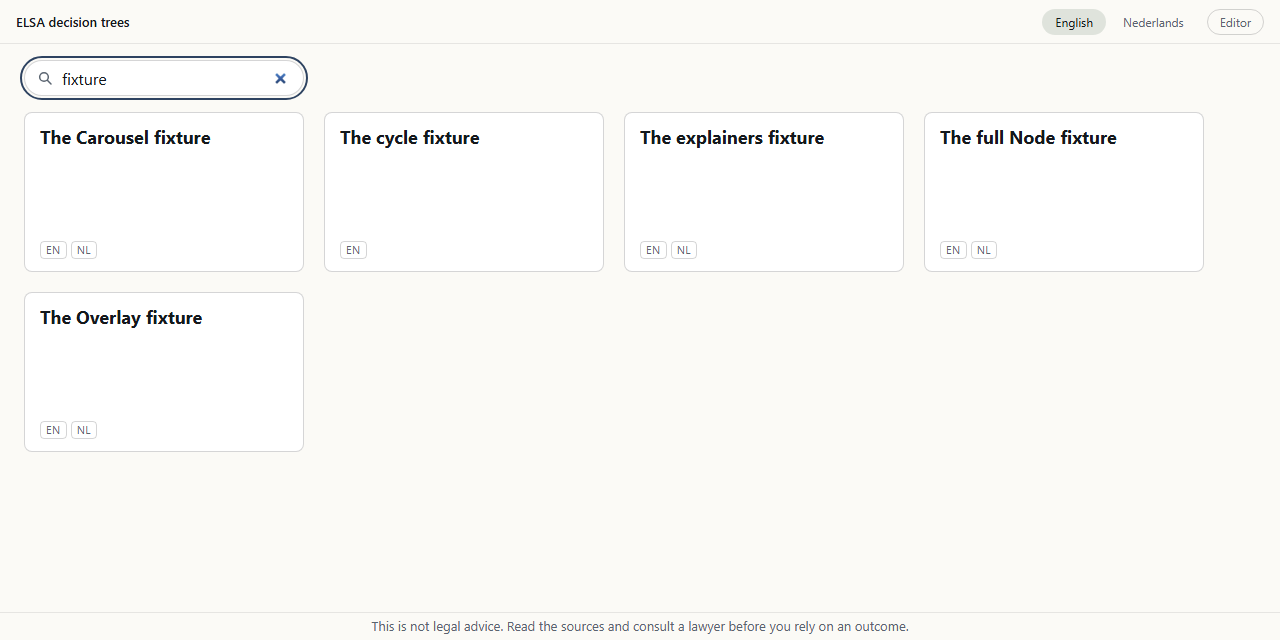 ELSA decision trees
English
Nederlands
Editor
fixture
The Carousel fixture
EN NL
The cycle fixture
EN
The explainers fixture
EN NL
The full Node fixture
EN NL
The Overlay fixture
EN NL
This is not legal advice. Read the sources and consult a lawyer before you rely on an outcome.